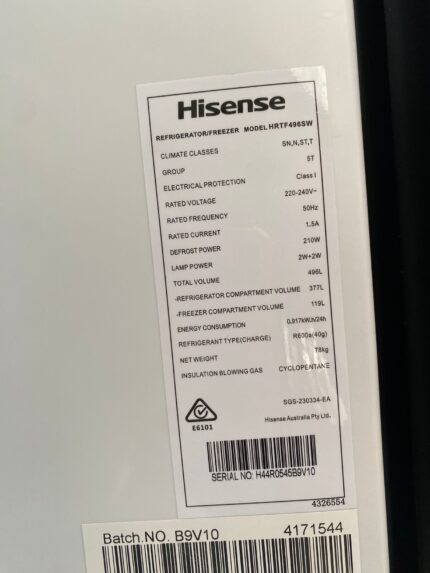 Hisense
REFRIGERATOR/FREEZER MODEL HRTF496SW
CLIMATE CLASSES SN,N,ST,T
GROUP 5T
ELECTRICAL PROTECTION Class I
RATED VOLTAGE 220-240V~
RATED FREQUENCY 50Hz
RATED CURRENT 1.5A
DEFROST POWER 210W
LAMP POWER 2W+2W
TOTAL VOLUME 496L
-REFRIGERATOR COMPARTMENT VOLUME 377L
-FREEZER COMPARTMENT VOLUME 119L
ENERGY CONSUMPTION 0.917kW.h/24h
REFRIGERANT TYPE(CHARGE) R600a(40g)
NET WEIGHT 78kg
INSULATION BLOWING GAS CYCLOPENTANE
SGS-230334-EA
E6101 Hisense Australia Pty Ltd.
SERIAL NO: H44R0545B9V10
4326554
Batch.NO. B9V10 4171544